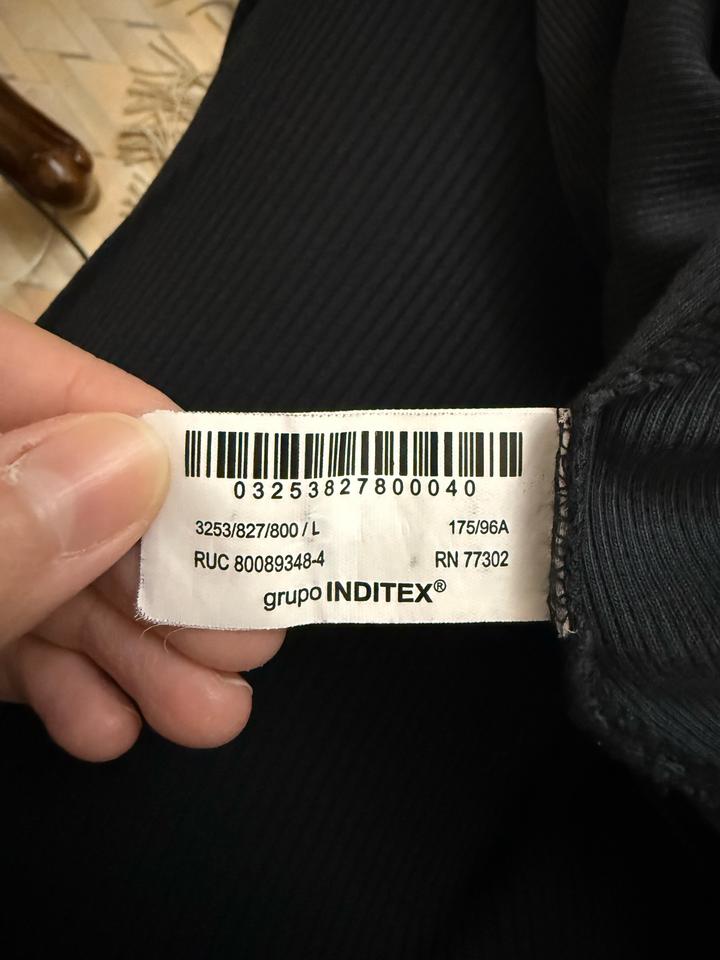 03253827800040
3253/827/800 / L 175/96A
RUC 80089348-4 RN 77302
grupo INDITEX®